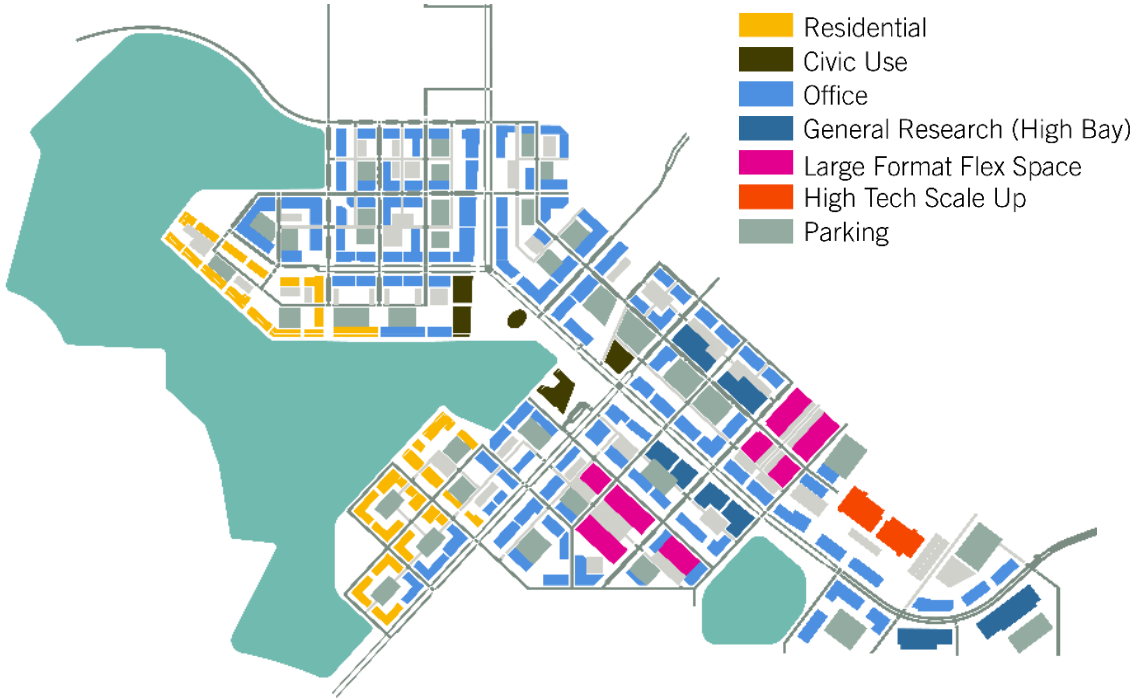 Residential
Civic Use
Office
General Research (High Bay)
Large Format Flex Space
High Tech Scale Up
Parking